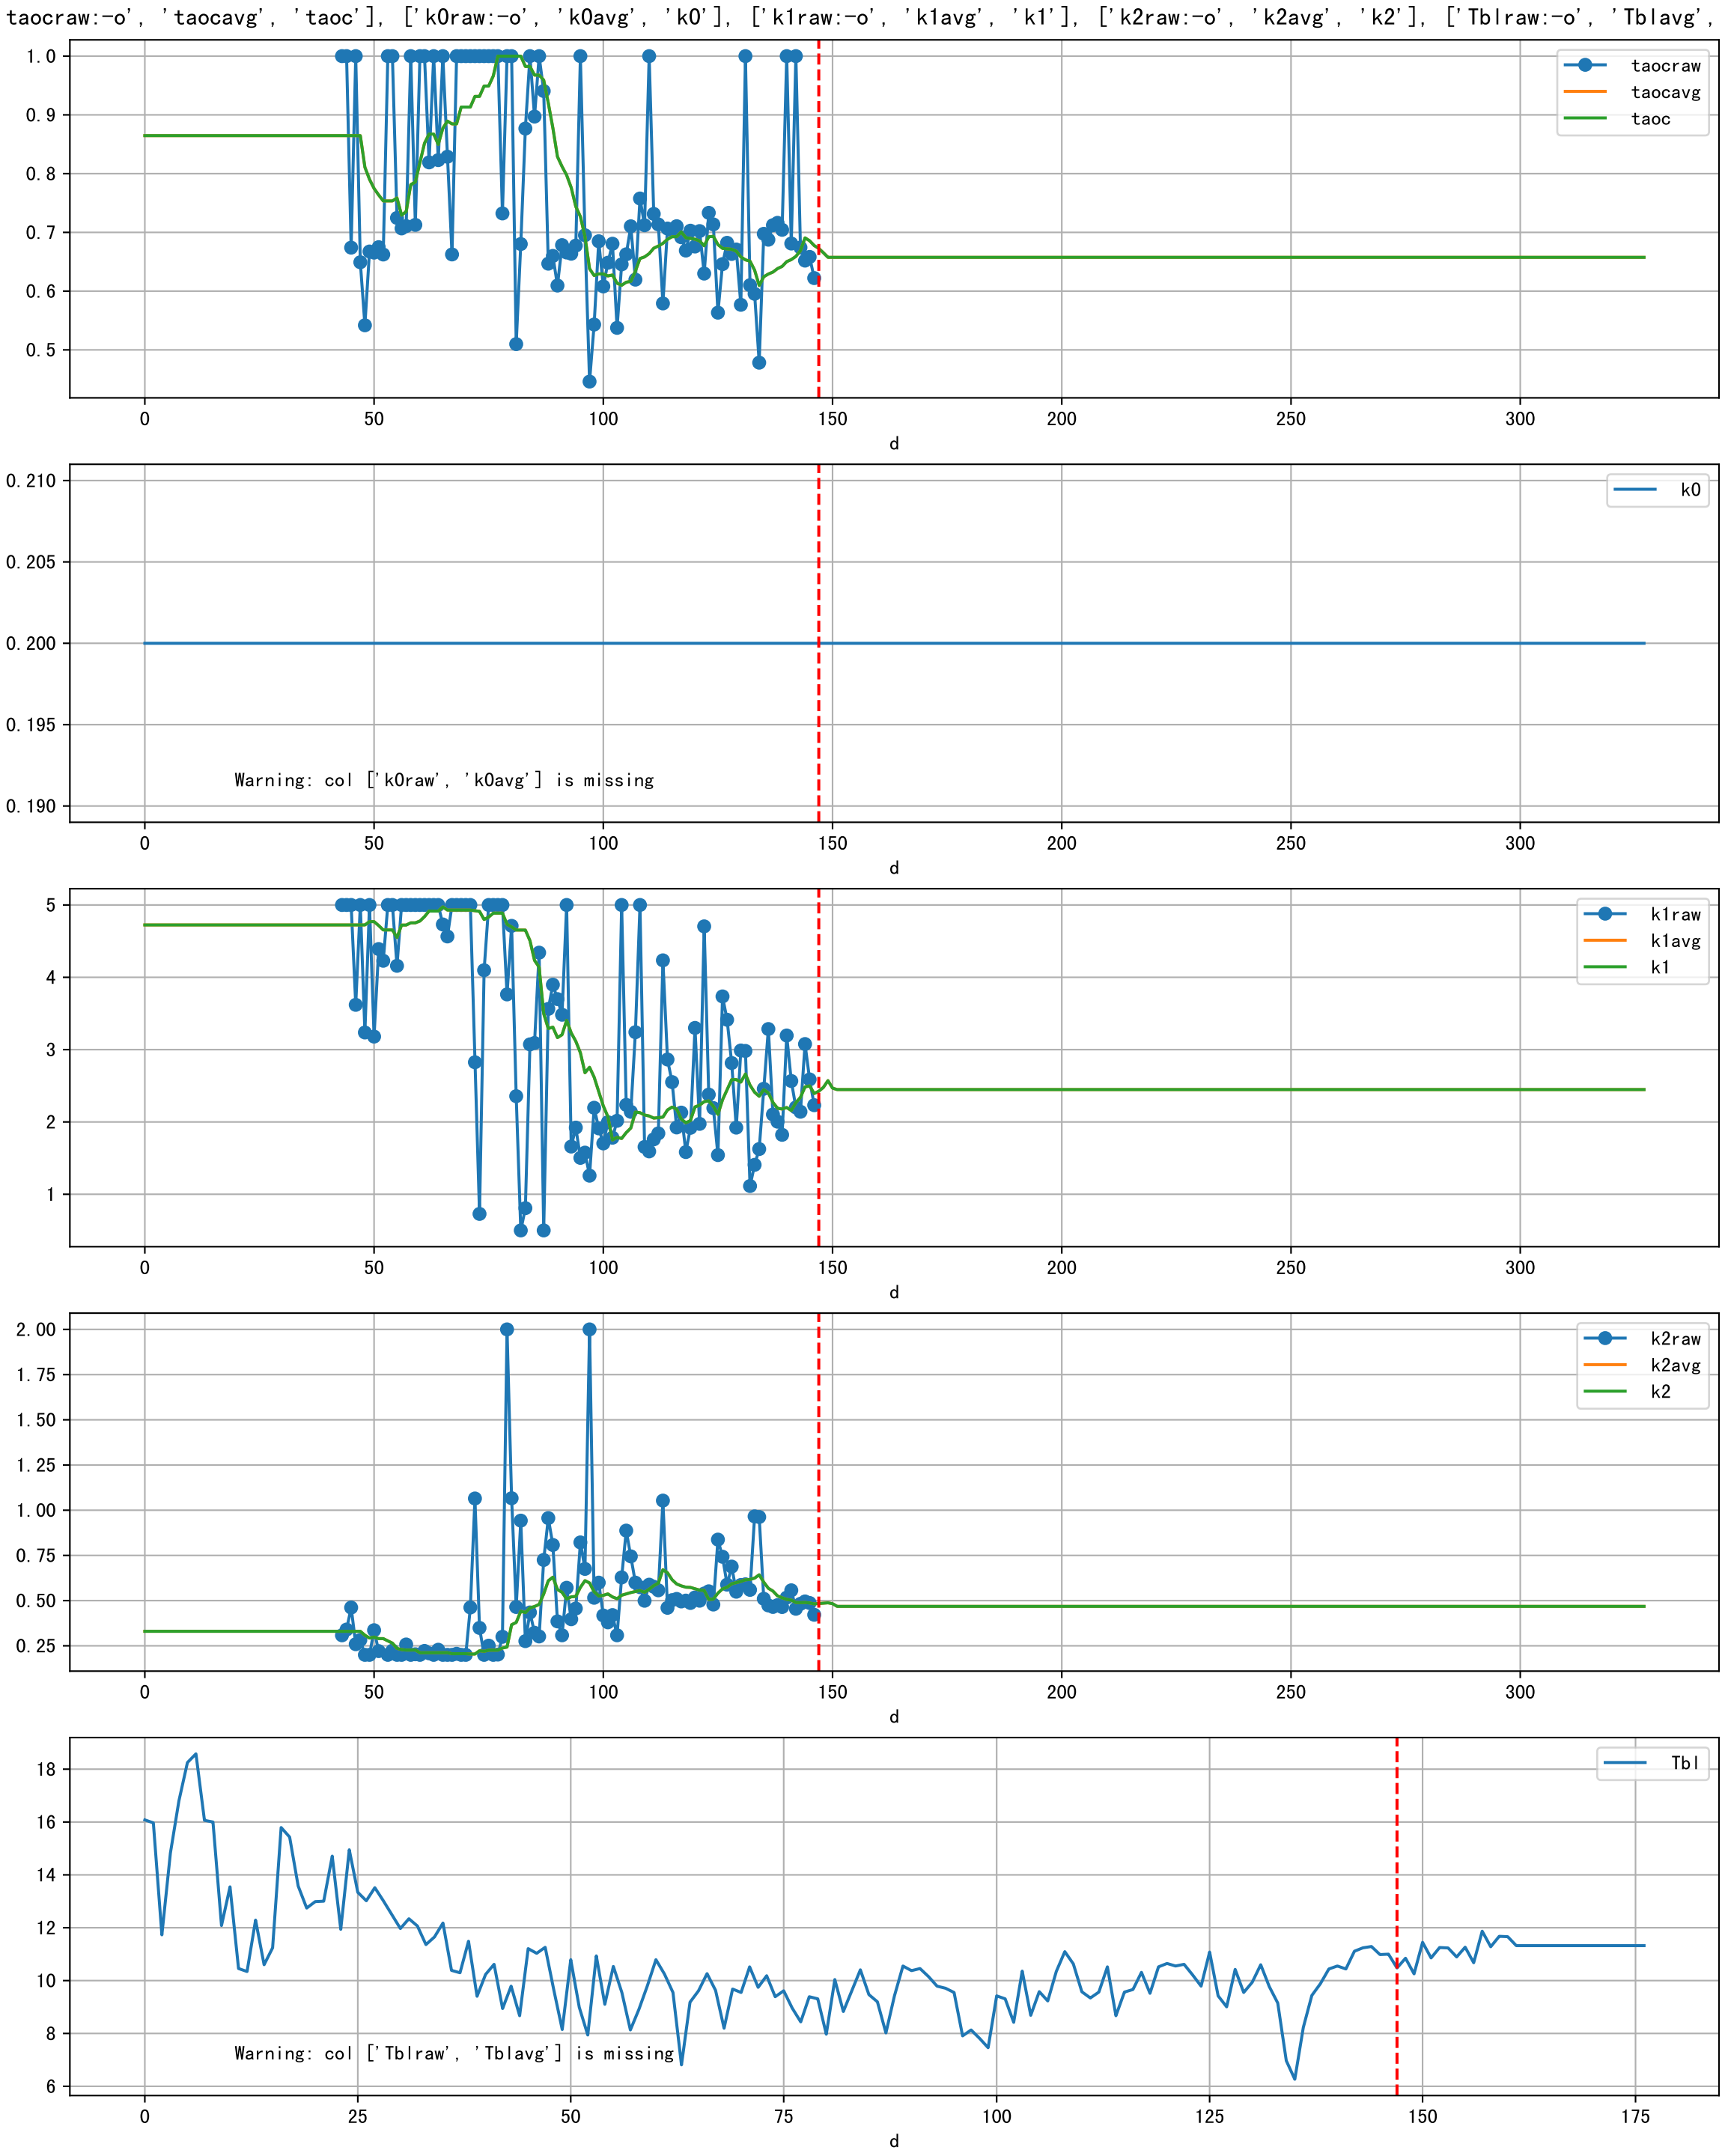 taocraw:-o', 'taocavg', 'taoc'], ['k0raw:-o', 'k0avg', 'k0'], ['k1raw:-o', 'k1avg', 'k1'], ['k2raw:-o', 'k2avg', 'k2'], ['Tblraw:-o', 'Tblavg',
1.0
0.9
0.8
0.7
0.6
0.5
taocraw
taocavg
taoc
0 50 100 150 200 250 300
d
0.210
0.205
0.200
0.195
0.190
k0
Warning: col ['k0raw', 'k0avg'] is missing
0 50 100 150 200 250 300
d
5
4
3
2
1
k1raw
k1avg
k1
0 50 100 150 200 250 300
d
2.00
1.75
1.50
1.25
1.00
0.75
0.50
0.25
k2raw
k2avg
k2
0 50 100 150 200 250 300
d
18
16
14
12
10
8
6
Tbl
Warning: col ['Tblraw', 'Tblavg'] is missing
0 25 50 75 100 125 150 175
d